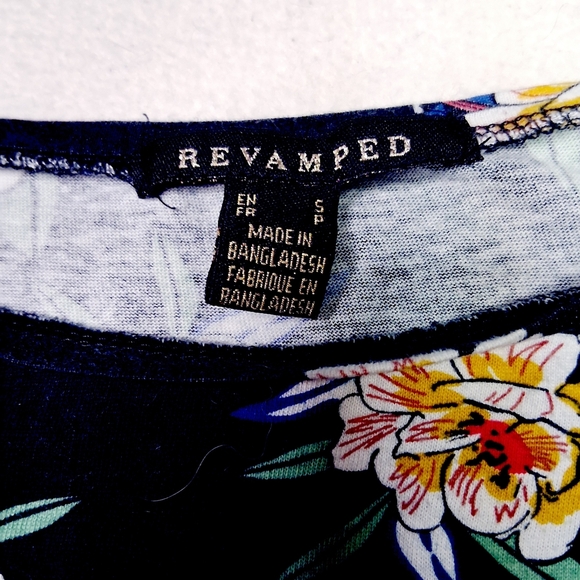 REVAMPED
EN S
FR P
MADE IN
BANGLADESH
FABRIQUE EN
BANGLADESH